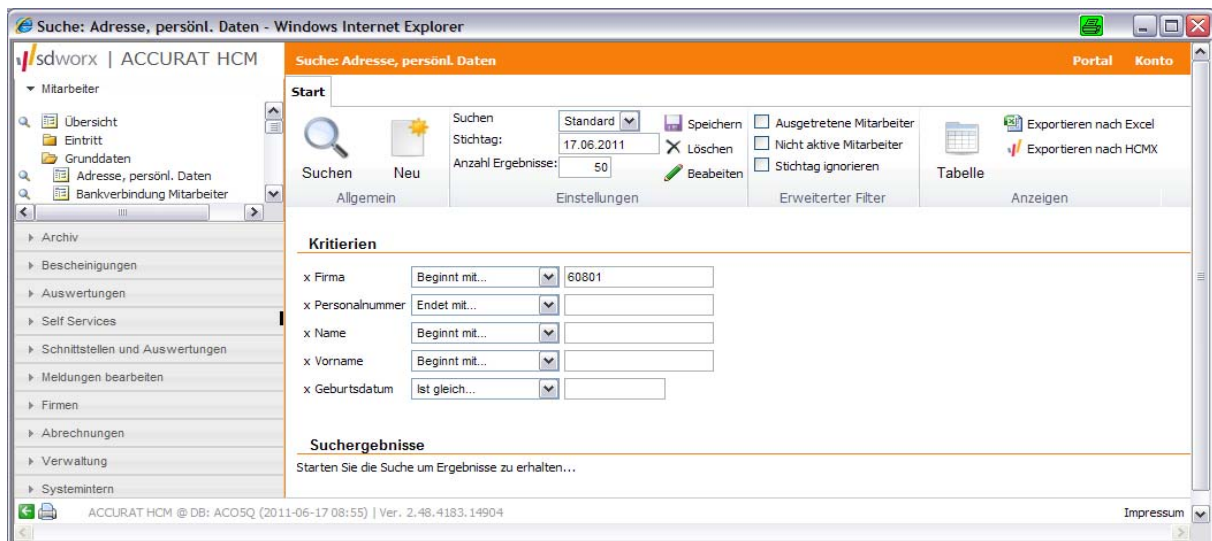 Suche: Adresse, persönl. Daten - Windows Internet Explorer
sdworx | ACCURAT HCM
Suche: Adresse, persönl. Daten
Portal Konto
Mitarbeiter
Übersicht
Eintritt
Grunddaten
Adresse, persönl. Daten
Bankverbindung Mitarbeiter
Archiv
Bescheinigungen
Auswertungen
Self Services
Schnittstellen und Auswertungen
Meldungen bearbeiten
Firmen
Abrechnungen
Verwaltung
Systemintern
Start
Suchen
Neu
Allgemein
Suchen Standard
Stichtag: 17.06.2011
Anzahl Ergebnisse: 50
Speichern
Löschen
Beabeiten
Einstellungen
Ausgetretene Mitarbeiter
Nicht aktive Mitarbeiter
Stichtag ignorieren
Erweiterter Filter
Tabelle
Exportieren nach Excel
Exportieren nach HCMX
Anzeigen
Kritierien
x Firma Beginnt mit... 60801
x Personalnummer Endet mit...
x Name Beginnt mit...
x Vorname Beginnt mit...
x Geburtsdatum Ist gleich...
Suchergebnisse
Starten Sie die Suche um Ergebnisse zu erhalten...
ACCURAT HCM @ DB: ACO5Q (2011-06-17 08:55) | Ver. 2.48.4183.14904
Impressum